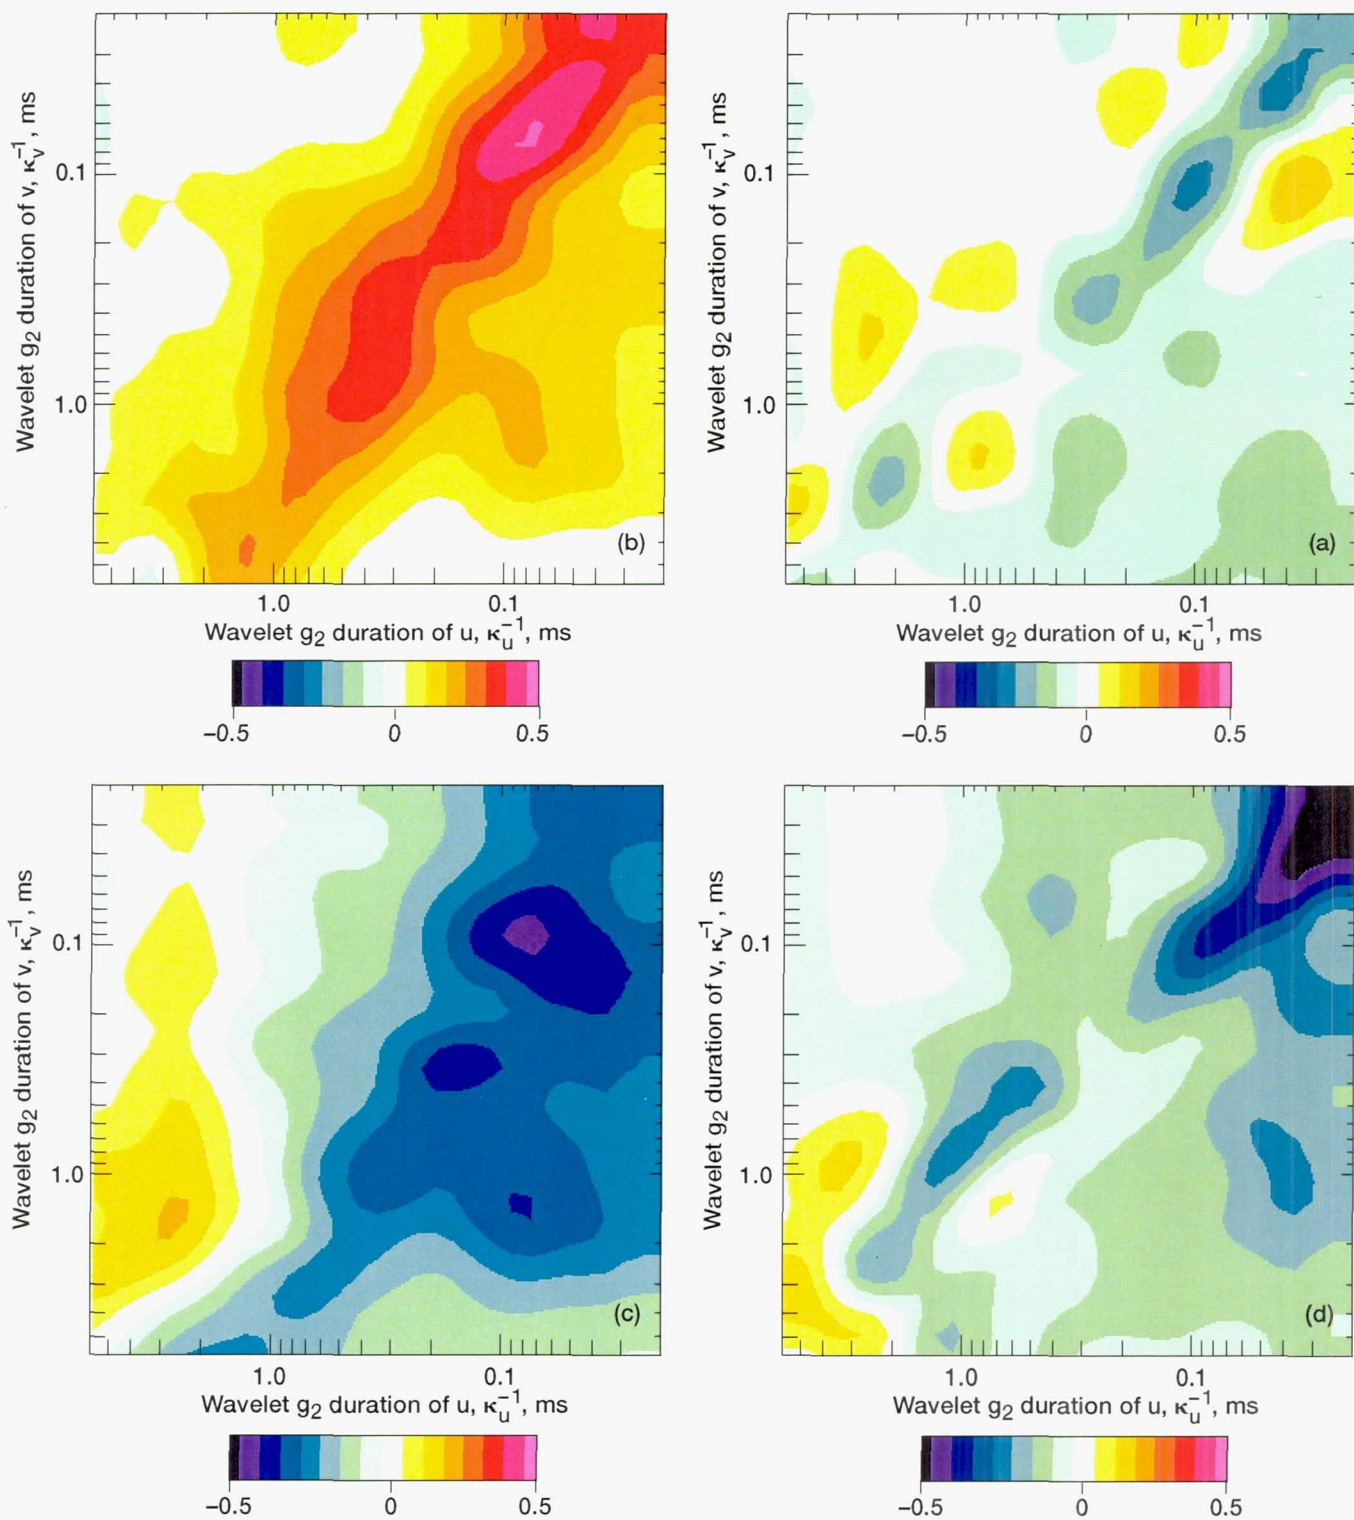 Wavelet g2 duration of v, κv−1, ms
0.1
1.0
(b)
1.0 0.1
Wavelet g2 duration of u, κu−1, ms
−0.5 0 0.5
Wavelet g2 duration of v, κv−1, ms
0.1
1.0
(a)
1.0 0.1
Wavelet g2 duration of u, κu−1, ms
−0.5 0 0.5
Wavelet g2 duration of v, κv−1, ms
0.1
1.0
(c)
1.0 0.1
Wavelet g2 duration of u, κu−1, ms
−0.5 0 0.5
Wavelet g2 duration of v, κv−1, ms
0.1
1.0
(d)
1.0 0.1
Wavelet g2 duration of u, κu−1, ms
−0.5 0 0.5